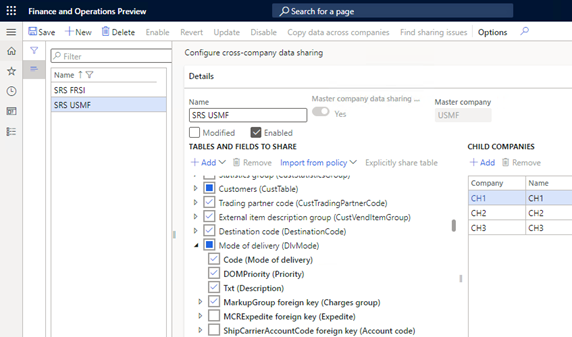 Finance and Operations Preview
Search for a page
Save
New
Delete
Enable
Revert
Update
Disable
Copy data across companies
Find sharing issues
Options
Filter
Name
SRS FRSI
SRS USMF
Configure cross-company data sharing
Details
Name
SRS USMF
Master company data sharing ...
Yes
Master company
USMF
Modified
Enabled
TABLES AND FIELDS TO SHARE
Add
Remove
Import from policy
Explicitly share table
Statistics group (CustStatisticsGroup)
Customers (CustTable)
Trading partner code (CustTradingPartnerCode)
External item description group (CustVendItemGroup)
Destination code (DestinationCode)
Mode of delivery (DlvMode)
Code (Mode of delivery)
DOMPriority (Priority)
Txt (Description)
MarkupGroup foreign key (Charges group)
MCRExpedite foreign key (Expedite)
ShipCarrierAccountCode foreign key (Account code)
CHILD COMPANIES
Add
Remove
Company
Name
CH1
CH1
CH2
CH2
CH3
CH3